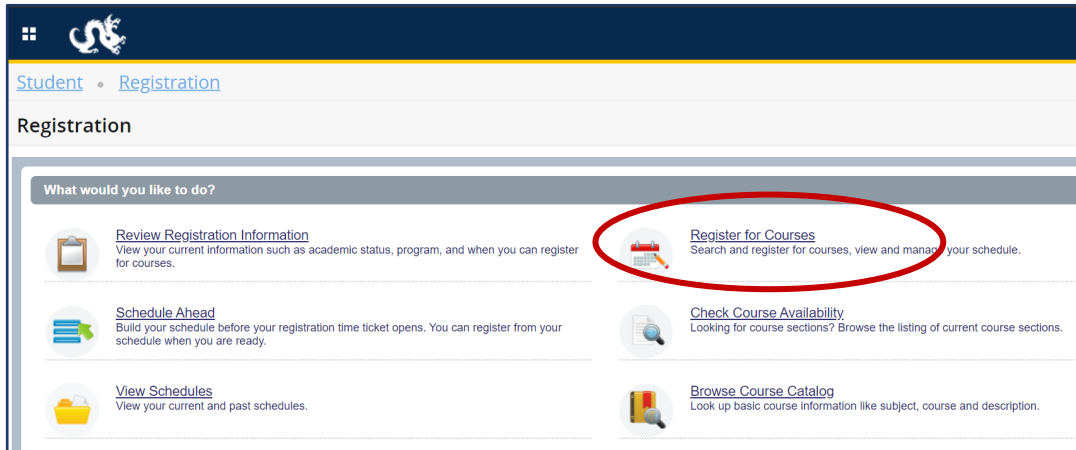 Student • Registration
Registration
What would you like to do?
Review Registration Information
View your current information such as academic status, program, and when you can register
for courses.
Register for Courses
Search and register for courses, view and manage your schedule.
Schedule Ahead
Build your schedule before your registration time ticket opens. You can register from your
schedule when you are ready.
Check Course Availability
Looking for course sections? Browse the listing of current course sections.
View Schedules
View your current and past schedules.
Browse Course Catalog
Look up basic course information like subject, course and description.